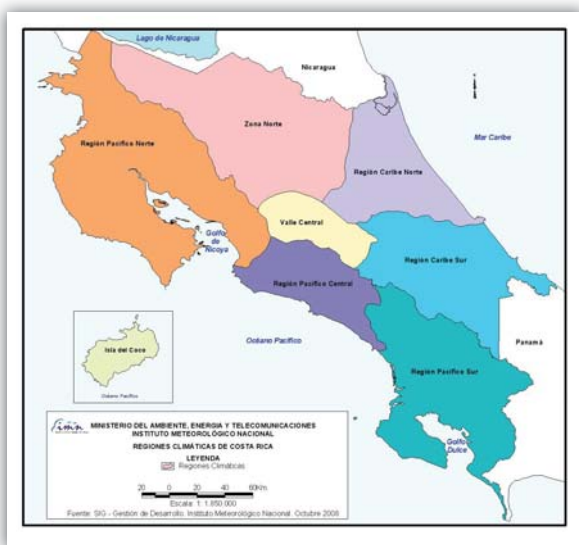 Lago de Nicaragua
Nicaragua
Zona Norte
Mar Caribe
Región Pacífico Norte
Región Caribe Norte
Valle Central
Golfo
de
Nicoya
Región Caribe Sur
Región Pacífico Central
Panamá
Océano Pacífico
Isla del Coco
Región Pacífico Sur
Océano Pacífico
Golfo
Dulce
imn
MINISTERIO DEL AMBIENTE, ENERGIA Y TELECOMUNICACIONES
INSTITUTO METEOROLÓGICO NACIONAL
REGIONES CLIMÁTICAS DE COSTA RICA
LEYENDA
Regiones Climáticas
20 0 20 40 60Km.
Escala: 1: 1.850.000
Fuente: SIG - Gestión de Desarrollo. Instituto Meteorológico Nacional. Octubre 2008